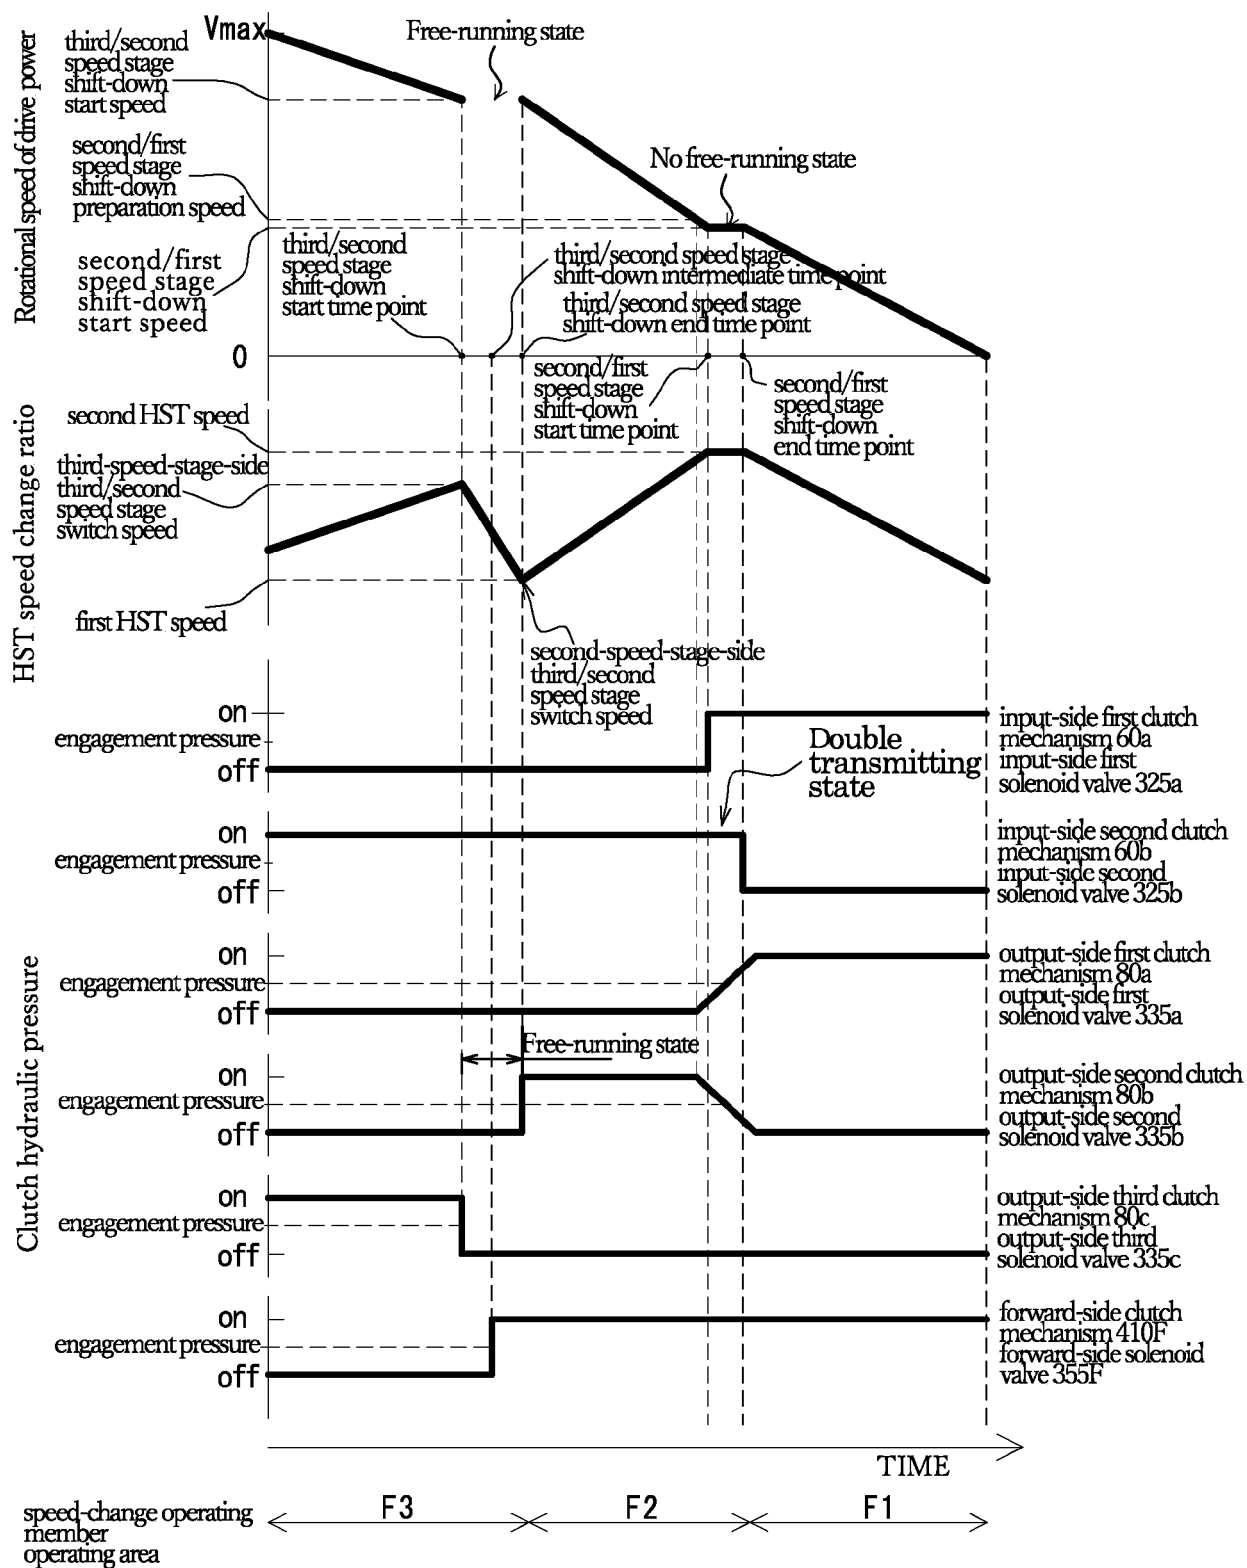 Vmax
Free-running state
third/second
speed stage
shift-down
start speed
second/first
speed stage
shift-down
preparation speed
No free-running state
Rotational speed of drive power
second/first
speed stage
shift-down
start speed
third/second
speed stage
shift-down
start time point
third/second speed stage
shift-down intermediate time point
third/second speed stage
shift-down end time point
0
second/first
speed stage
shift-down
start time point
second/first
speed stage
shift-down
end time point
HST speed change ratio
second HST speed
third-speed-stage-side
third/second
speed stage
switch speed
first HST speed
second-speed-stage-side
third/second
speed stage
switch speed
on
engagement pressure
off
input-side first clutch
mechanism 60a
input-side first
solenoid valve 325a
Double
transmitting
state
on
engagement pressure
off
input-side second clutch
mechanism 60b
input-side second
solenoid valve 325b
Clutch hydraulic pressure
on
engagement pressure
off
output-side first clutch
mechanism 80a
output-side first
solenoid valve 335a
Free-running state
on
engagement pressure
off
output-side second clutch
mechanism 80b
output-side second
solenoid valve 335b
on
engagement pressure
off
output-side third clutch
mechanism 80c
output-side third
solenoid valve 335c
on
engagement pressure
off
forward-side clutch
mechanism 410F
forward-side solenoid
valve 355F
TIME
speed-change operating
member
operating area
F3
F2
F1